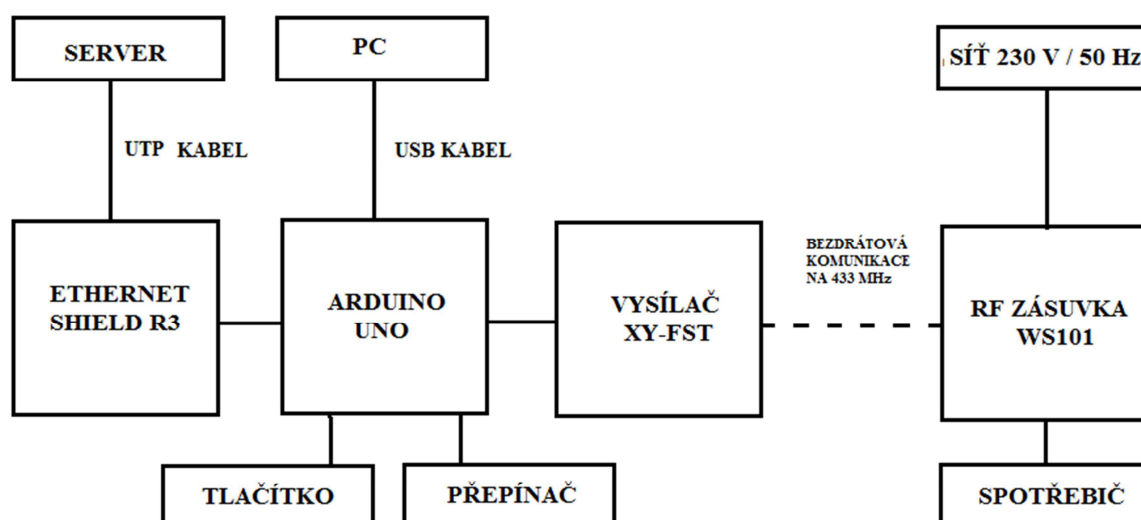 SERVER
PC
SÍŤ 230 V / 50 Hz
UTP KABEL
USB KABEL
ETHERNET
SHIELD R3
ARDUINO
UNO
VYSÍLAČ
XY-FST
BEZDRÁTOVÁ
KOMUNIKACE
NA 433 MHz
RF ZÁSUVKA
WS101
TLAČÍTKO
PŘEPÍNAČ
SPOTŘEBIČ